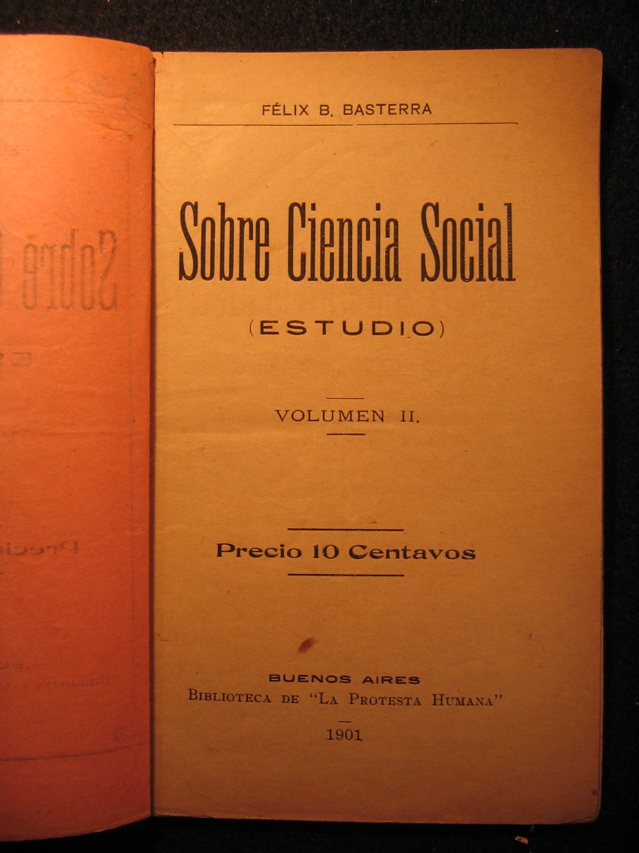 FÉLIX B. BASTERRA
Sobre Ciencia Social
(ESTUDIO)
VOLUMEN II.
Precio 10 Centavos
BUENOS AIRES
BIBLIOTECA DE "LA PROTESTA HUMANA"
1901